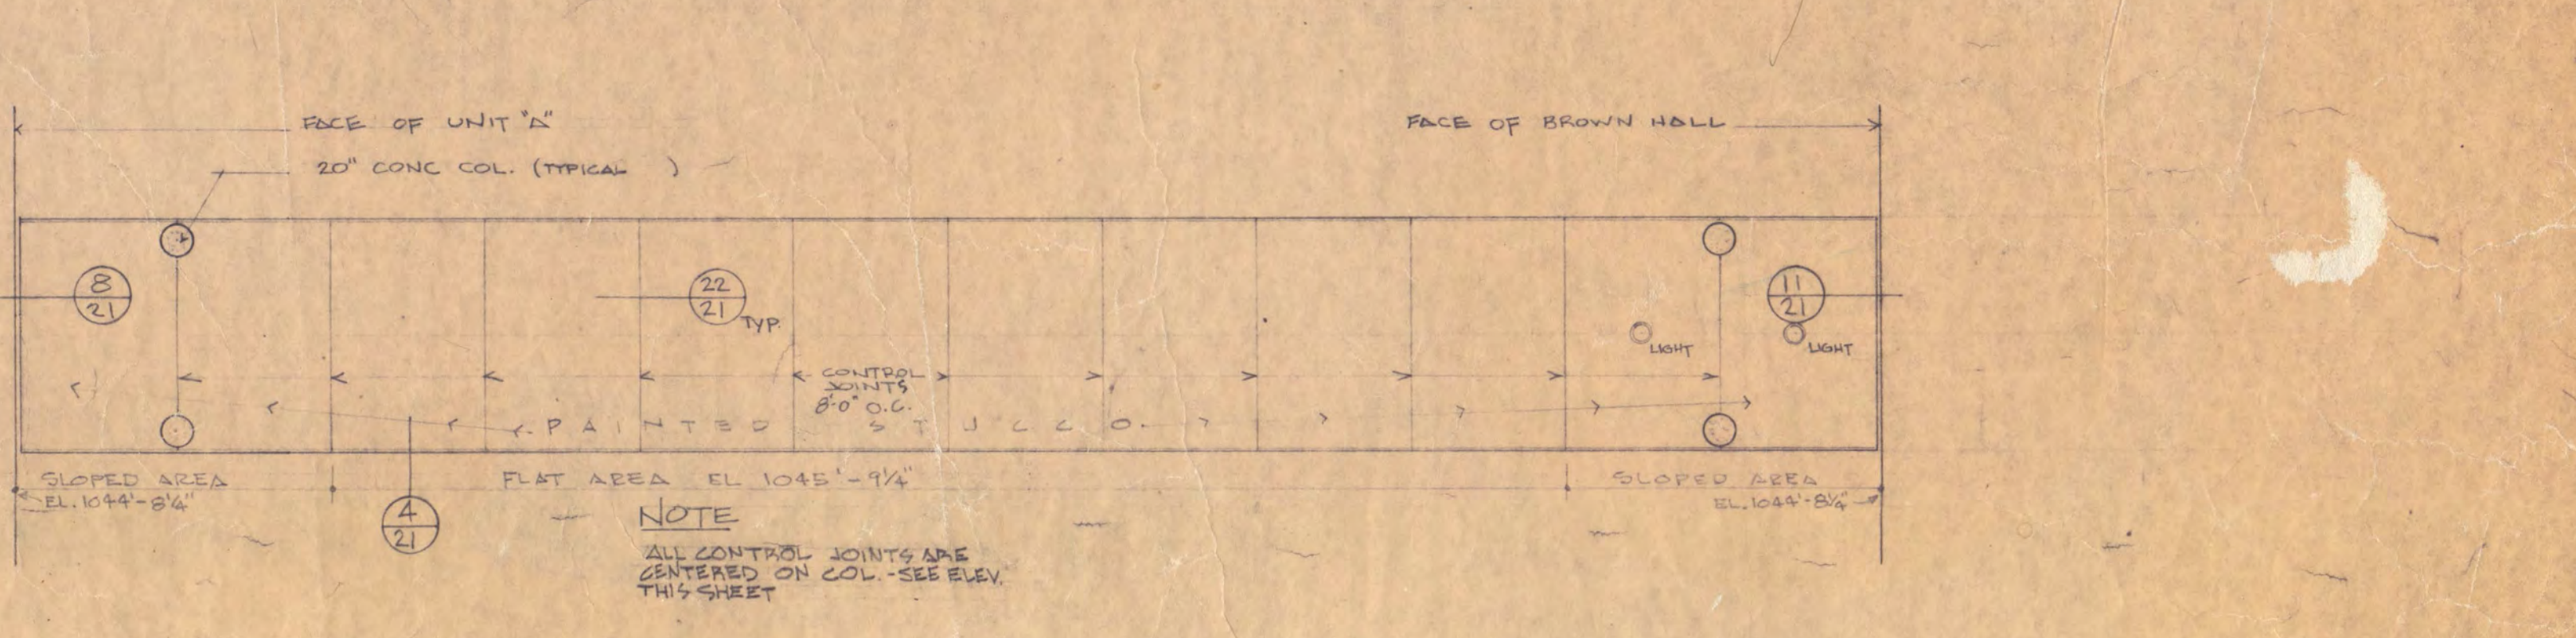 FACE OF UNIT "A"
FACE OF BROWN HALL
20" CONC COL. (TYPICAL )
8
21
22
21
TYP.
11
21
LIGHT
LIGHT
CONTROL
JOINTS
8'-0" O.C.
PAINTED STUCCO
SLOPED AREA
EL. 1044'-8¼"
FLAT AREA EL 1045'-9¼"
SLOPED AREA
EL. 1044'-8¼"
4
21
NOTE
ALL CONTROL JOINTS ARE
CENTERED ON COL.-SEE ELEV.
THIS SHEET